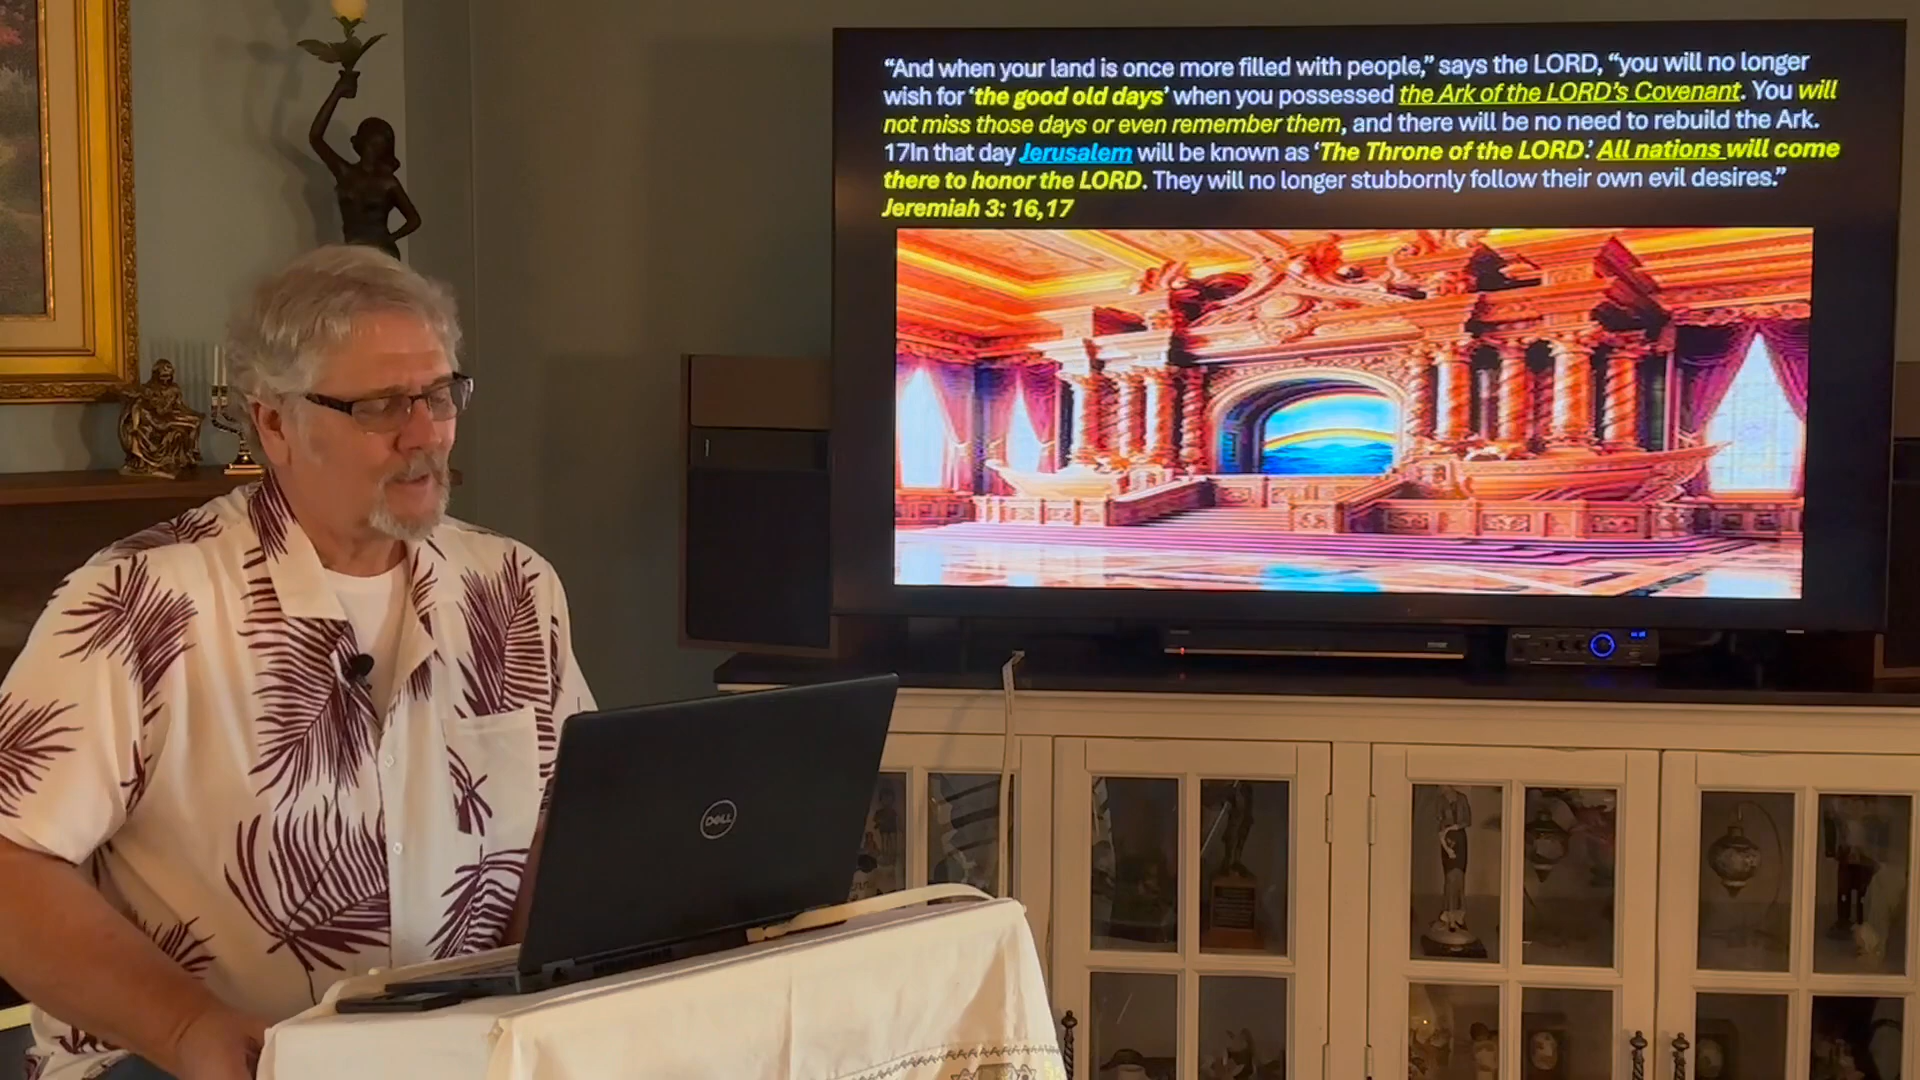 “And when your land is once more filled with people,” says the LORD, “you will no longer
wish for ‘the good old days’ when you possessed the Ark of the LORD’s Covenant. You will
not miss those days or even remember them, and there will be no need to rebuild the Ark.
17In that day Jerusalem will be known as ‘The Throne of the LORD.’ All nations will come
there to honor the LORD. They will no longer stubbornly follow their own evil desires.”
Jeremiah 3: 16,17
DELL